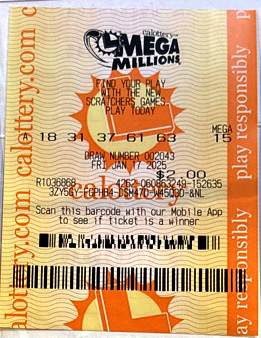 calottery
MEGA
MILLIONS
FIND YOUR PLAY
WITH THE NEW
SCRATCHERS GAMES.
PLAY TODAY
MEGA
A 18 31 37 61 63 15
DRAW NUMBER 002043
FRI JAN 17 2025
$2.00
R1036869
Scan this barcode with our Mobile App
to see if ticket is a winner
calottery.com
play responsibly